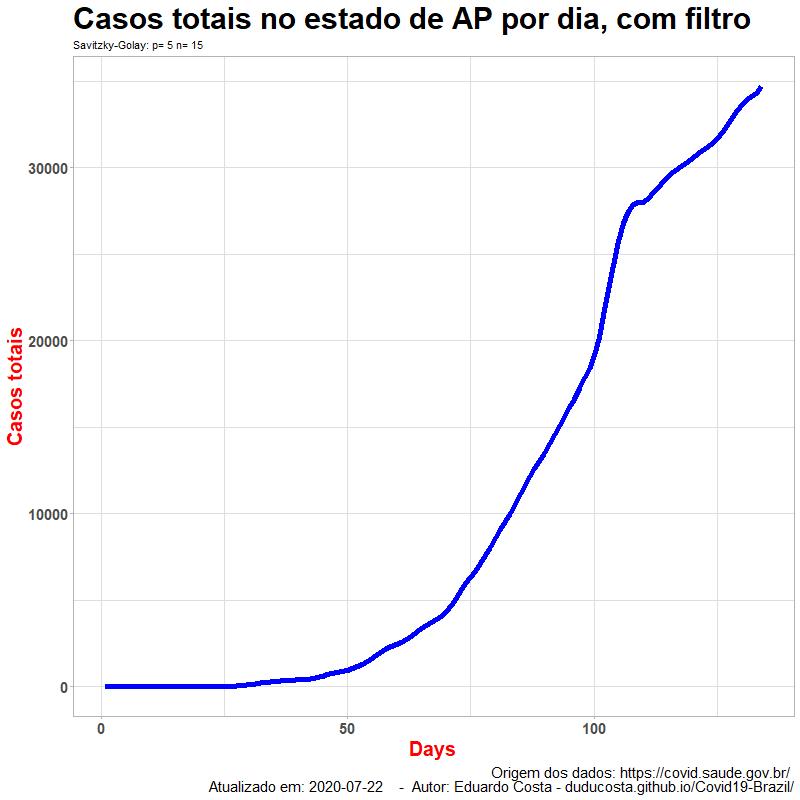 Casos totais no estado de AP por dia, com filtro
Savitzky-Golay: p= 5 n= 15
Casos totais
30000
20000
10000
0
0 50 100
Days
Origem dos dados: https://covid.saude.gov.br/
Atualizado em: 2020-07-22 - Autor: Eduardo Costa - duducosta.github.io/Covid19-Brazil/